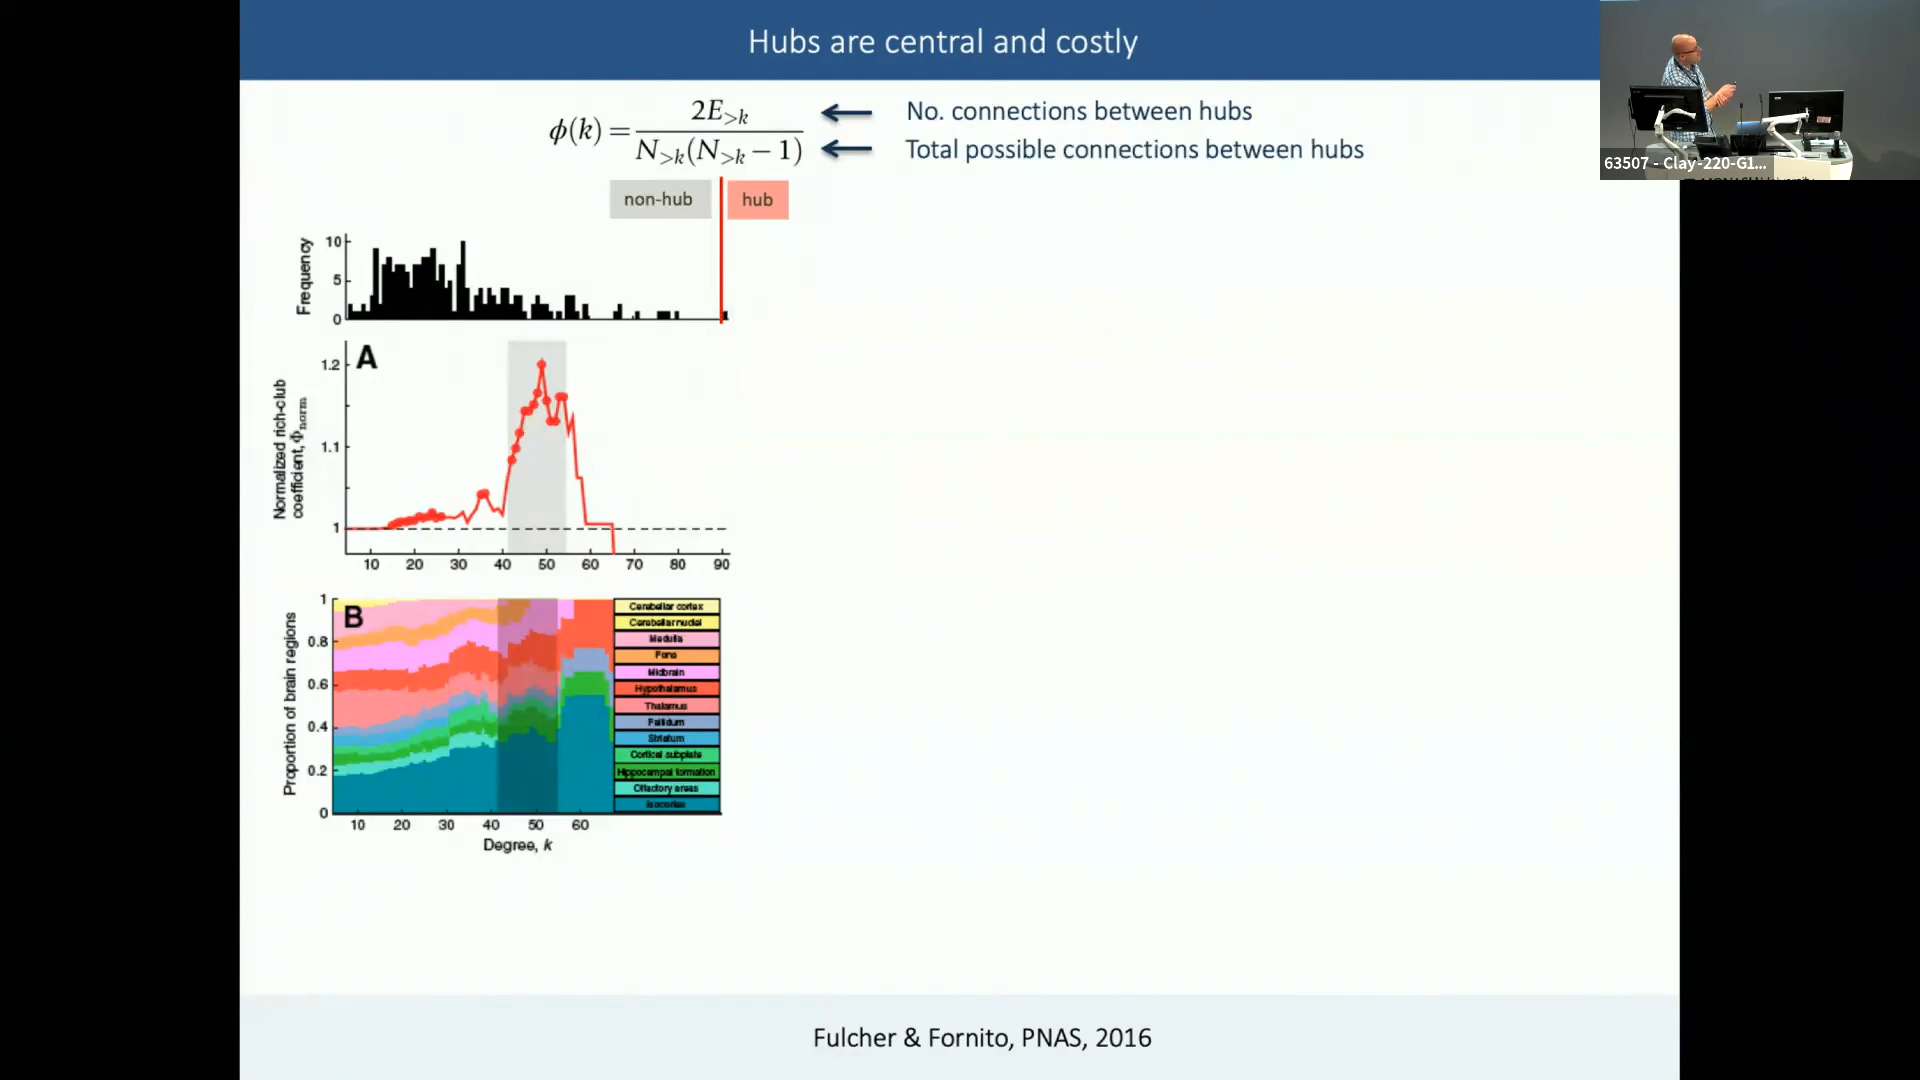 Hubs are central and costly
ϕ(k) = 2E>k / N>k(N>k − 1)
No. connections between hubs
Total possible connections between hubs
non-hub
hub
Frequency
10
5
0
A
Normalized rich-club
coefficient, Φnorm
1.2
1.1
1
10 20 30 40 50 60 70 80 90
B
Proportion of brain regions
1
0.8
0.6
0.4
0.2
0
Cerebellar cortex
Cerebellar nuclei
Medulla
Pons
Midbrain
Hypothalamus
Thalamus
Pallidum
Striatum
Cortical subplate
Hippocampal formation
Olfactory areas
Isocortex
10 20 30 40 50 60
Degree, k
Fulcher & Fornito, PNAS, 2016
63507 - Clay-220-G1...